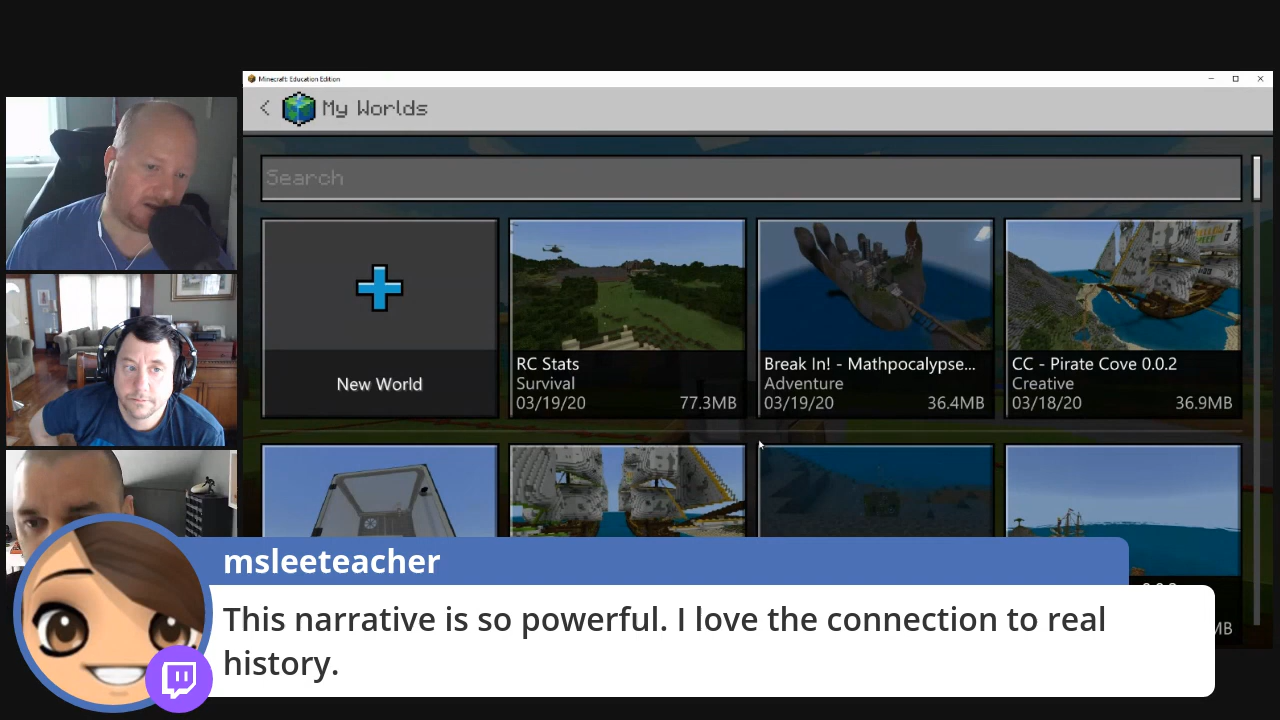 Minecraft: Education Edition
My Worlds
Search
New World
RC Stats
Survival
03/19/20 77.3MB
Break In! - Mathpocalypse...
Adventure
03/19/20 36.4MB
CC - Pirate Cove 0.0.2
Creative
03/18/20 36.9MB
msleeteacher
This narrative is so powerful. I love the connection to real
history.
MB